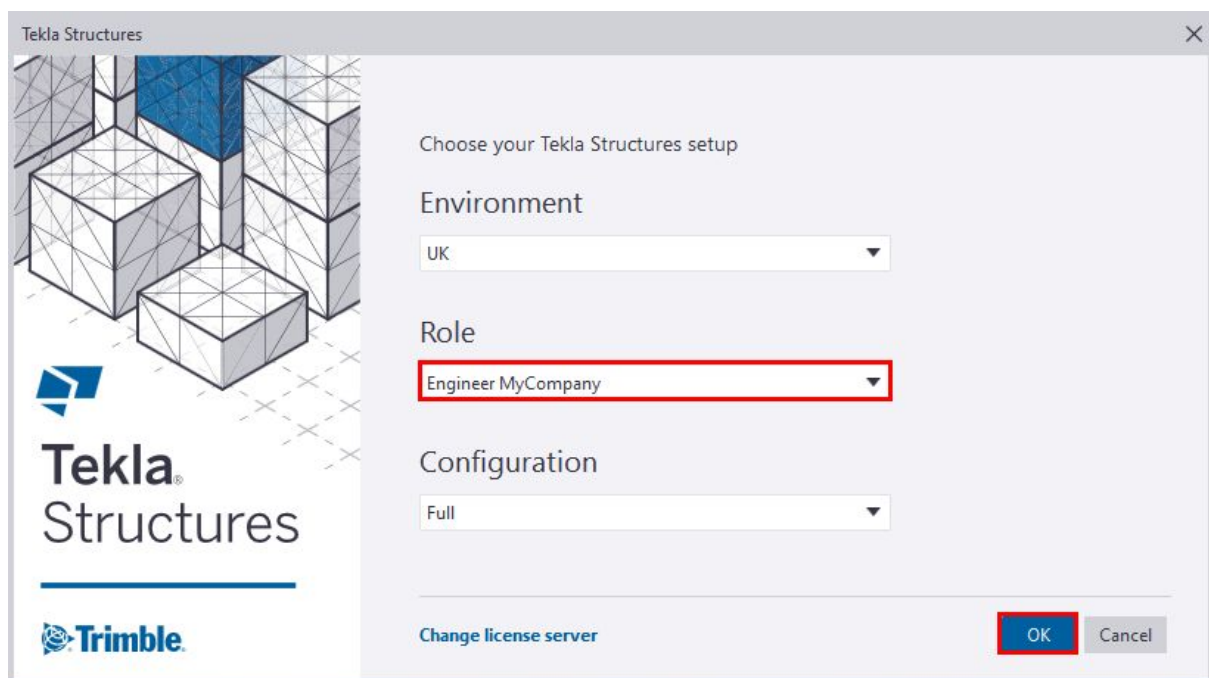 Tekla Structures
Choose your Tekla Structures setup
Environment
UK
Role
Engineer MyCompany
Configuration
Full
Tekla®
Structures
Trimble.
Change license server
OK
Cancel